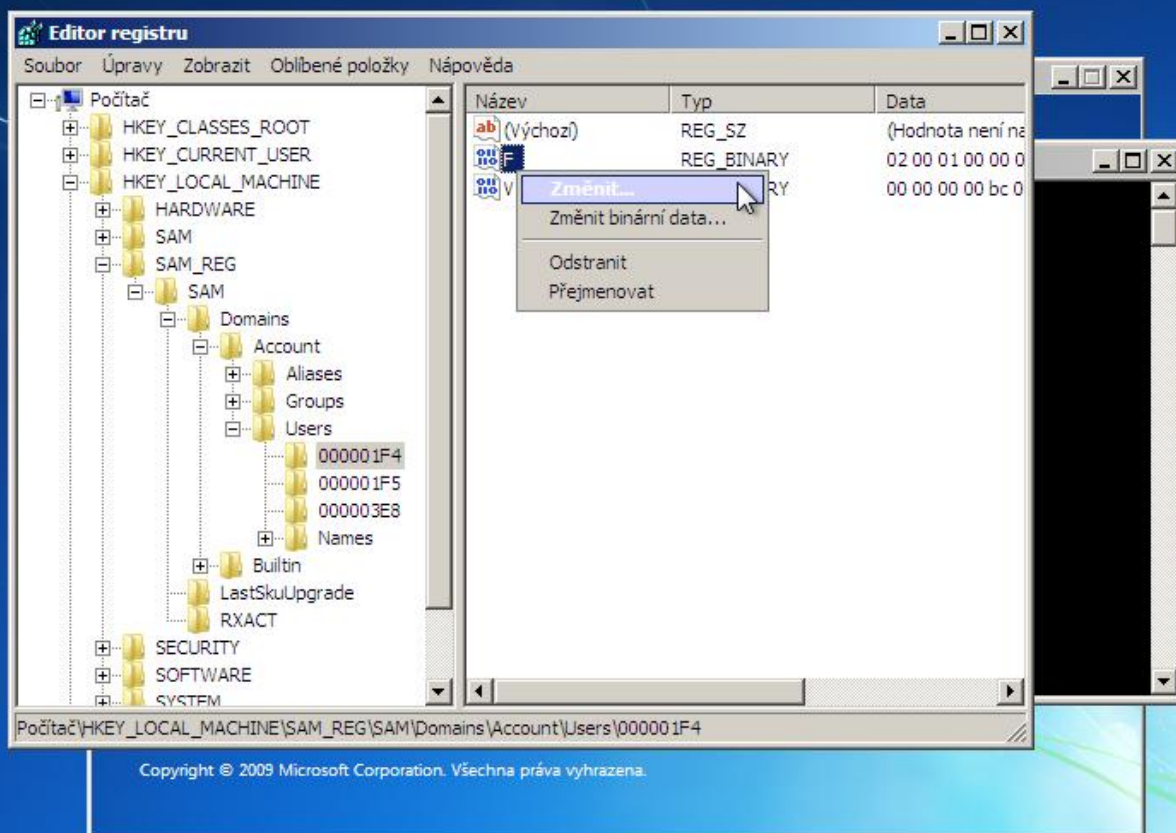 Editor registru
Soubor Úpravy Zobrazit Oblíbené položky Nápověda
Počítač
HKEY_CLASSES_ROOT
HKEY_CURRENT_USER
HKEY_LOCAL_MACHINE
HARDWARE
SAM
SAM_REG
SAM
Domains
Account
Aliases
Groups
Users
000001F4
000001F5
000003E8
Names
Builtin
LastSkuUpgrade
RXACT
SECURITY
SOFTWARE
SYSTEM
Název Typ Data
(Výchozí) REG_SZ (Hodnota není na
F REG_BINARY 02 00 01 00 00 0
V RY 00 00 00 00 bc 0
Změnit...
Změnit binární data...
Odstranit
Přejmenovat
Počítač\HKEY_LOCAL_MACHINE\SAM_REG\SAM\Domains\Account\Users\000001F4
Copyright © 2009 Microsoft Corporation. Všechna práva vyhrazena.